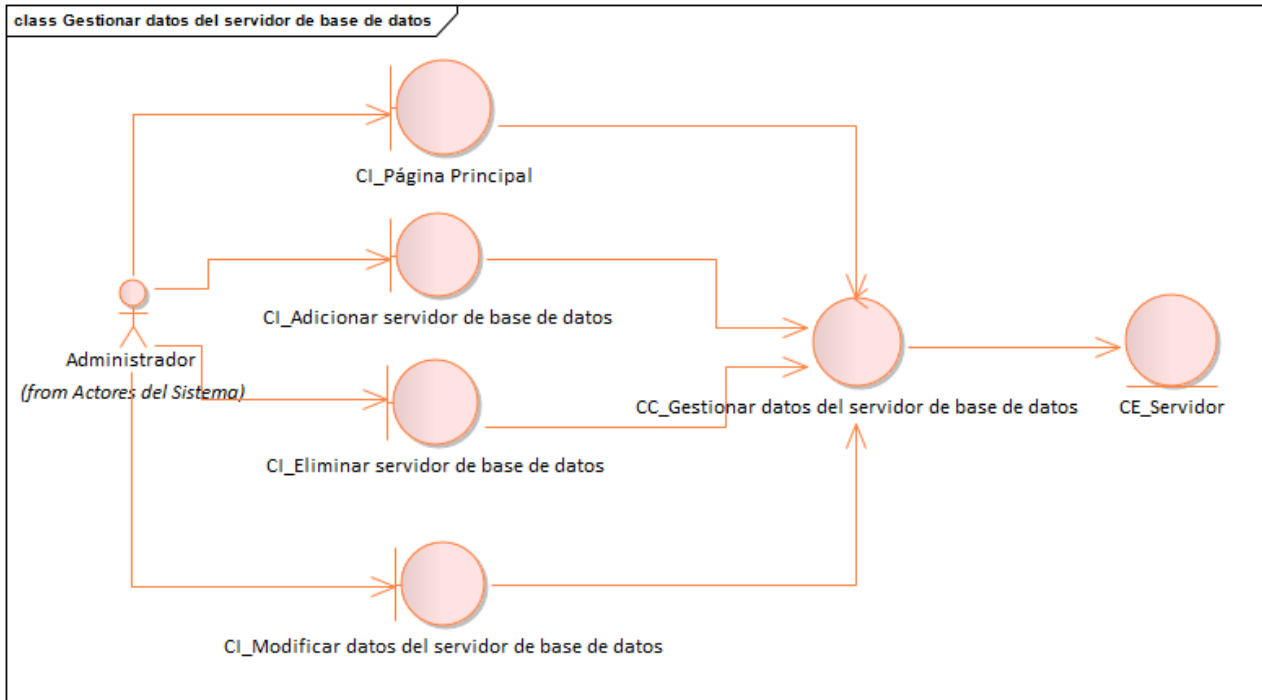 class Gestionar datos del servidor de base de datos
CI_Página Principal
CI_Adicionar servidor de base de datos
Administrador
(from Actores del Sistema)
CC_Gestionar datos del servidor de base de datos
CE_Servidor
CI_Eliminar servidor de base de datos
CI_Modificar datos del servidor de base de datos